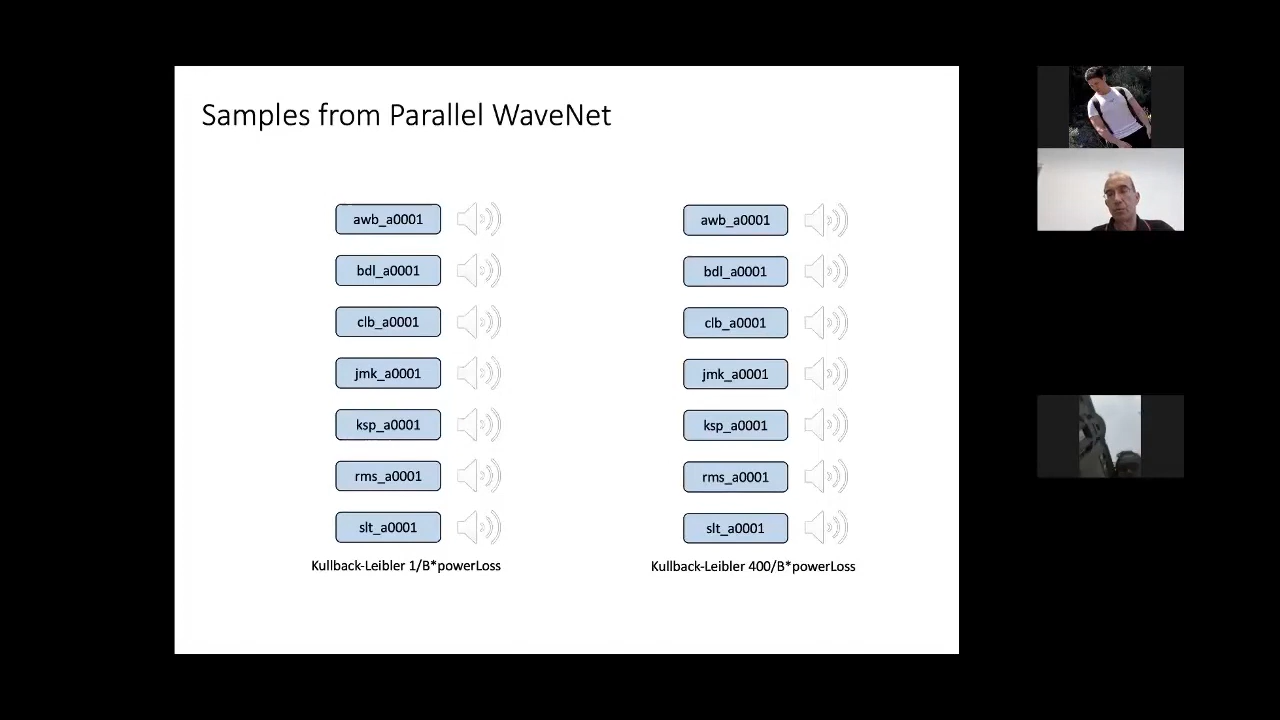 Samples from Parallel WaveNet
awb_a0001
bdl_a0001
clb_a0001
jmk_a0001
ksp_a0001
rms_a0001
slt_a0001
Kullback-Leibler 1/B*powerLoss
awb_a0001
bdl_a0001
clb_a0001
jmk_a0001
ksp_a0001
rms_a0001
slt_a0001
Kullback-Leibler 400/B*powerLoss